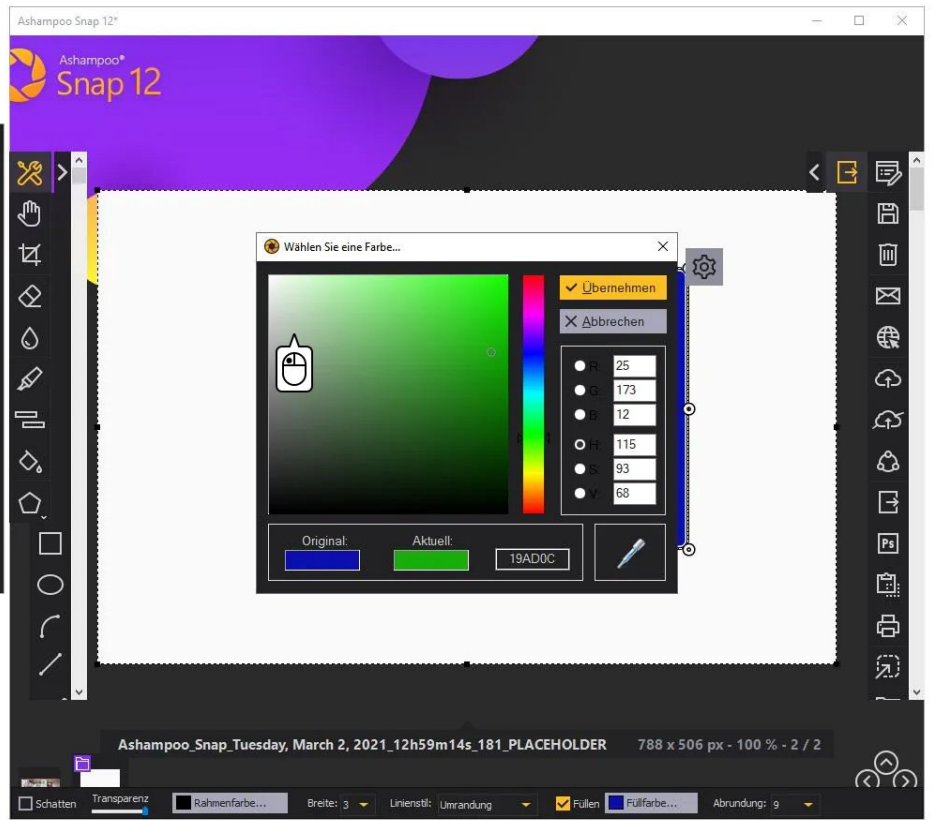 Ashampoo Snap 12*
Ashampoo®
Snap 12
Wählen Sie eine Farbe...
Übernehmen
Abbrechen
R: 25
G: 173
B: 12
H: 115
S: 93
V: 68
Original:
Aktuell:
19AD0C
Ps
Ashampoo_Snap_Tuesday, March 2, 2021_12h59m14s_181_PLACEHOLDER 788 x 506 px - 100 % - 2 / 2
Schatten Transparenz Rahmenfarbe... Breite: 3 Linienstil: Umrandung Füllen Füllfarbe... Abrundung: 9